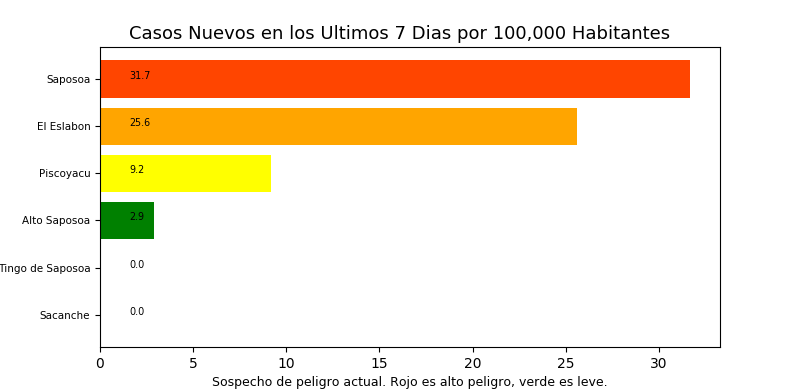 Casos Nuevos en los Ultimos 7 Dias por 100,000 Habitantes
Saposoa 31.7
El Eslabon 25.6
Piscoyacu 9.2
Alto Saposoa 2.9
Tingo de Saposoa 0.0
Sacanche 0.0
0 5 10 15 20 25 30
Sospecho de peligro actual. Rojo es alto peligro, verde es leve.